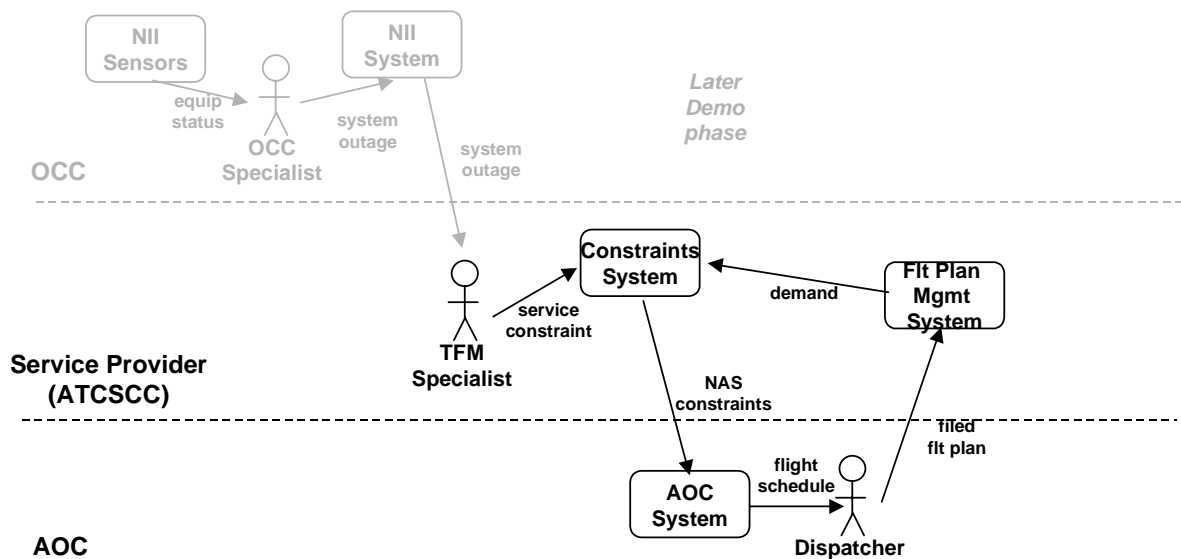 NII
Sensors
NII
System
equip
status
system
outage
OCC
Specialist
system
outage
Later
Demo
phase
OCC
Constraints
System
Flt Plan
Mgmt
System
demand
service
constraint
TFM
Specialist
Service Provider
(ATCSCC)
NAS
constraints
filed
flt plan
AOC
System
flight
schedule
Dispatcher
AOC